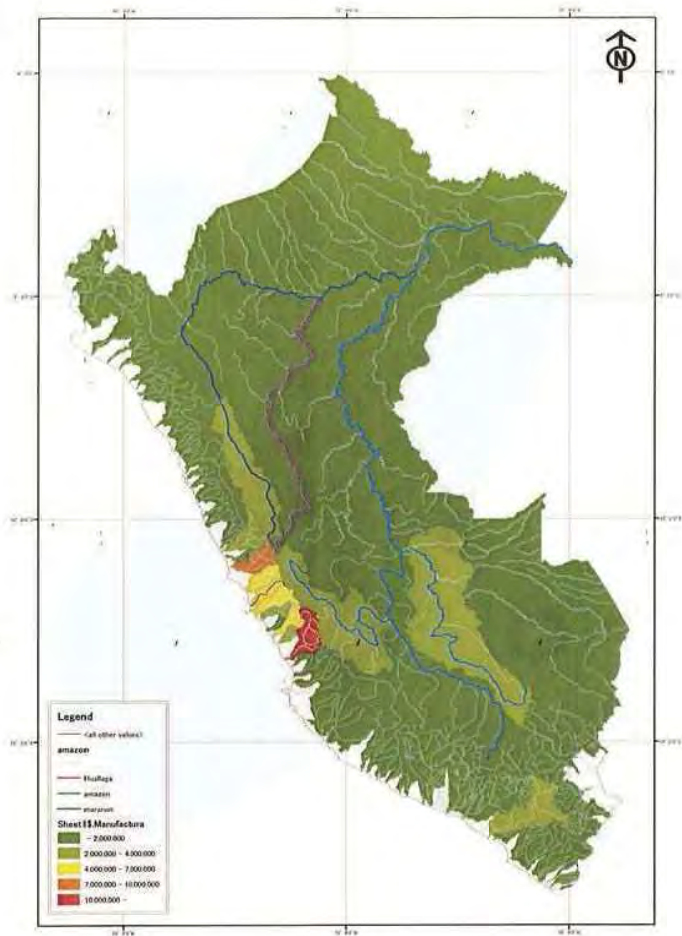 N
Legend
<all other values>
amazon
Huallaga
amazon
maranon
Sheet1$.Manufactura
- 2,000,000
2,000,000 - 4,000,000
4,000,000 - 7,000,000
7,000,000 - 10,000,000
10,000,000 -